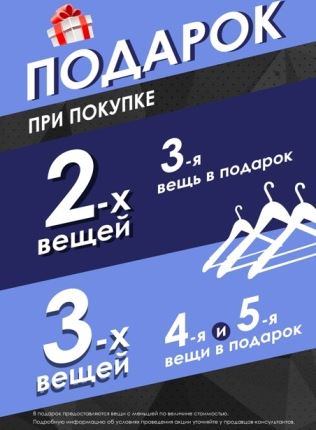 ПОДАРОК
ПРИ ПОКУПКЕ
2-х
вещей
3-я
вещь в подарок
3-х
вещей
4-я и 5-я
вещи в подарок
В подарок предоставляются вещи с меньшей по величине стоимостью.
Подробную информацию об условиях проведения акции уточняйте у продавцов консультантов.